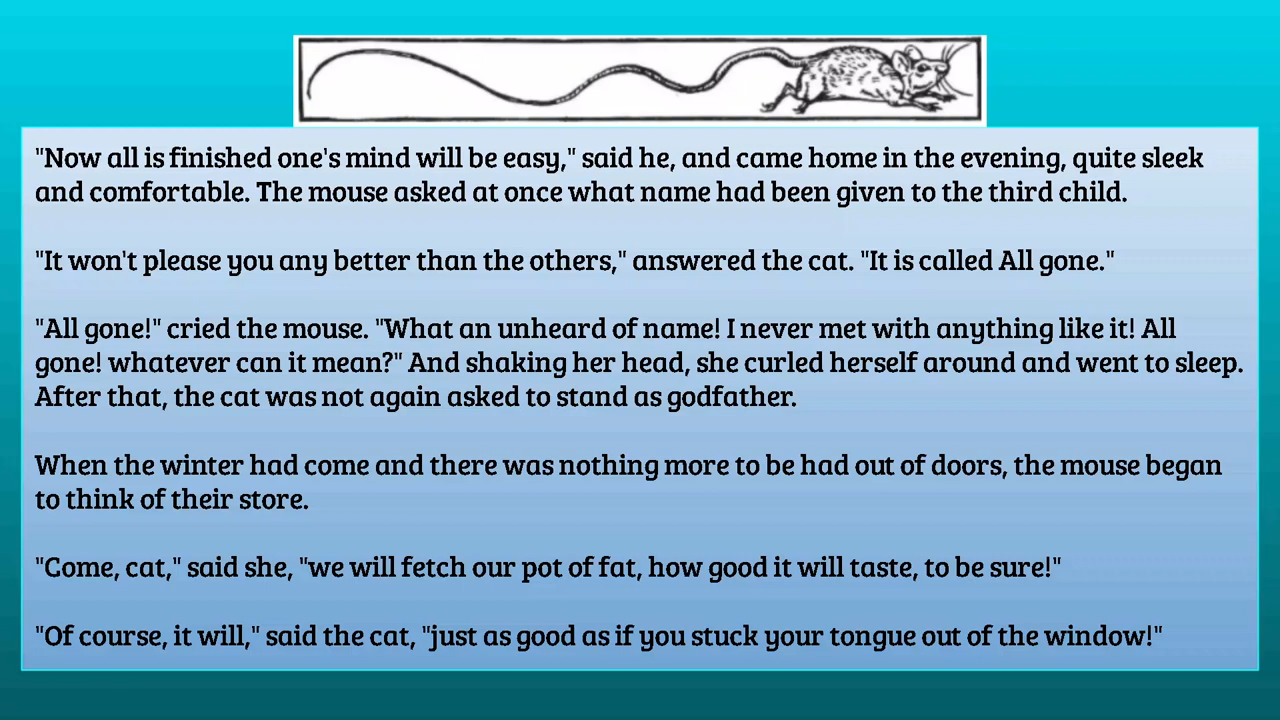 "Now all is finished one's mind will be easy," said he, and came home in the evening, quite sleek
and comfortable. The mouse asked at once what name had been given to the third child.
"It won't please you any better than the others," answered the cat. "It is called All gone."
"All gone!" cried the mouse. "What an unheard of name! I never met with anything like it! All
gone! whatever can it mean?" And shaking her head, she curled herself around and went to sleep.
After that, the cat was not again asked to stand as godfather.
When the winter had come and there was nothing more to be had out of doors, the mouse began
to think of their store.
"Come, cat," said she, "we will fetch our pot of fat, how good it will taste, to be sure!"
"Of course, it will," said the cat, "just as good as if you stuck your tongue out of the window!"